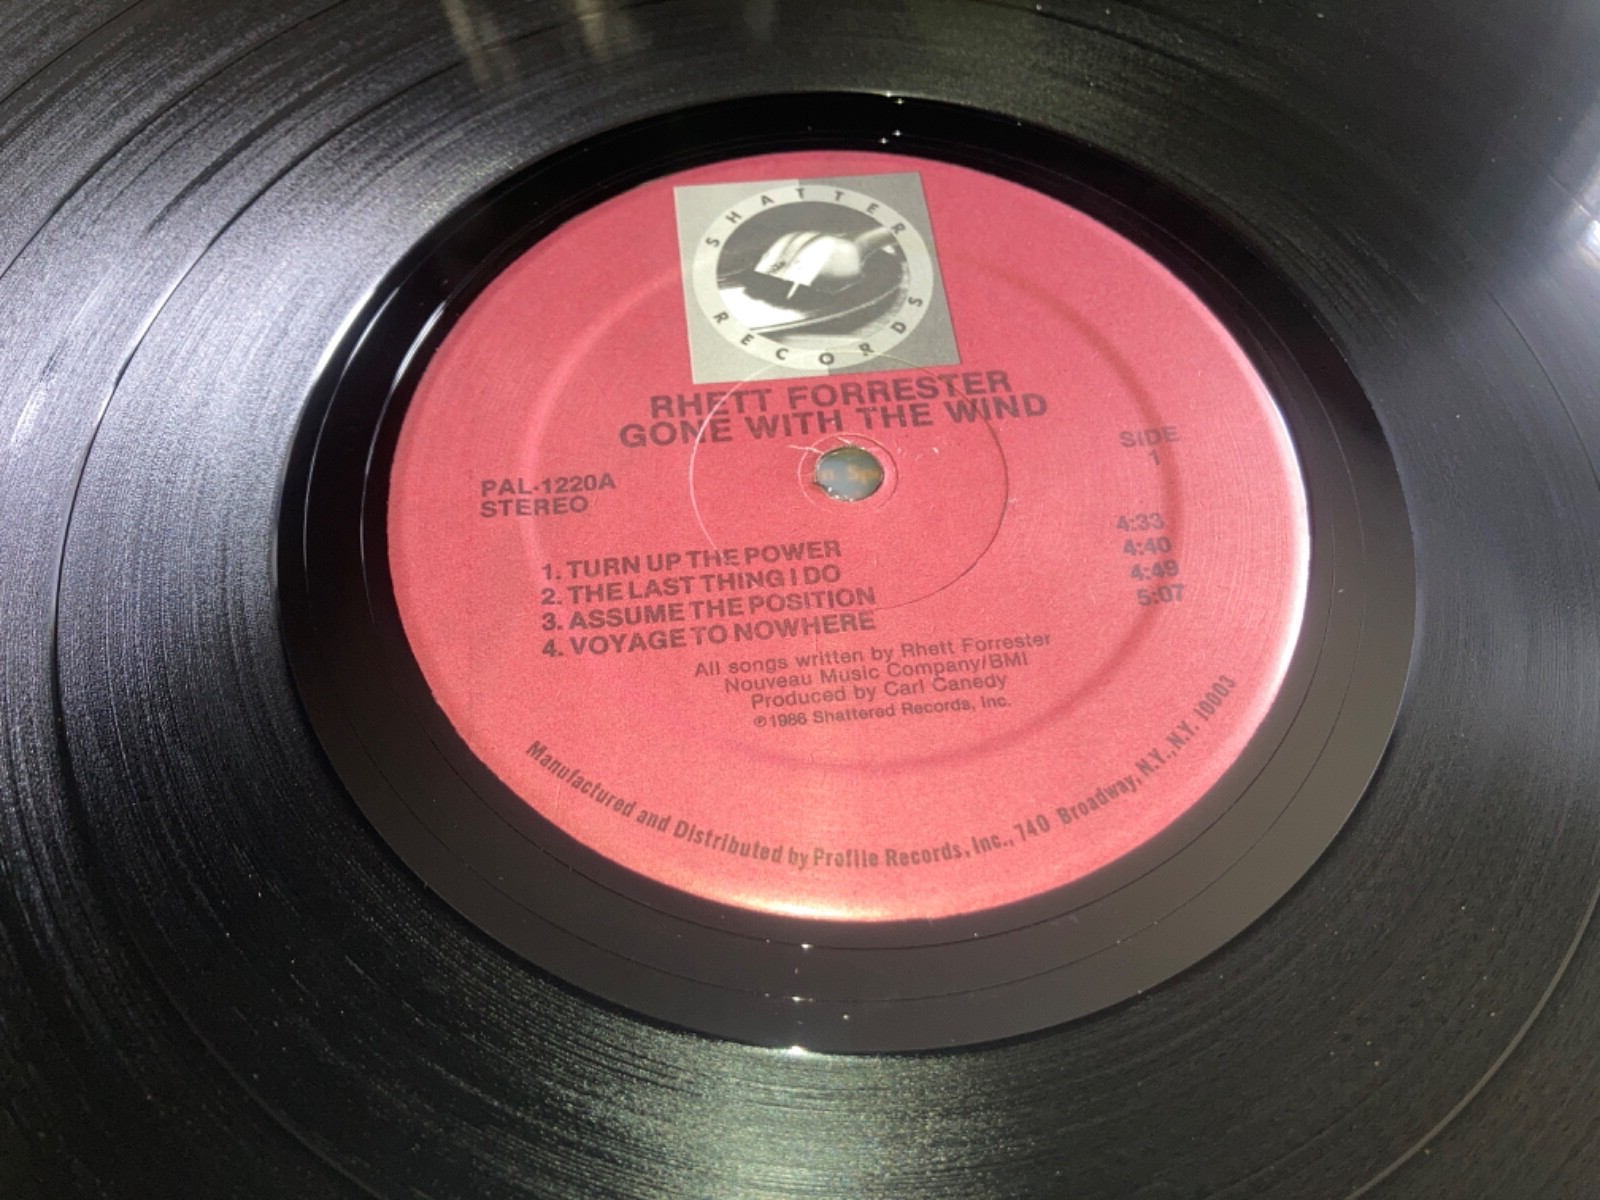 SHATTER RECORDS
RHETT FORRESTER
GONE WITH THE WIND
SIDE
1
PAL-1220A
STEREO
1. TURN UP THE POWER 4:33
2. THE LAST THING I DO 4:40
3. ASSUME THE POSITION 4:49
4. VOYAGE TO NOWHERE 5:07
All songs written by Rhett Forrester
Nouveau Music Company/BMI
Produced by Carl Canedy
℗1986 Shattered Records, Inc.
Manufactured and Distributed by Profile Records, Inc., 740 Broadway, N.Y., N.Y. 10003